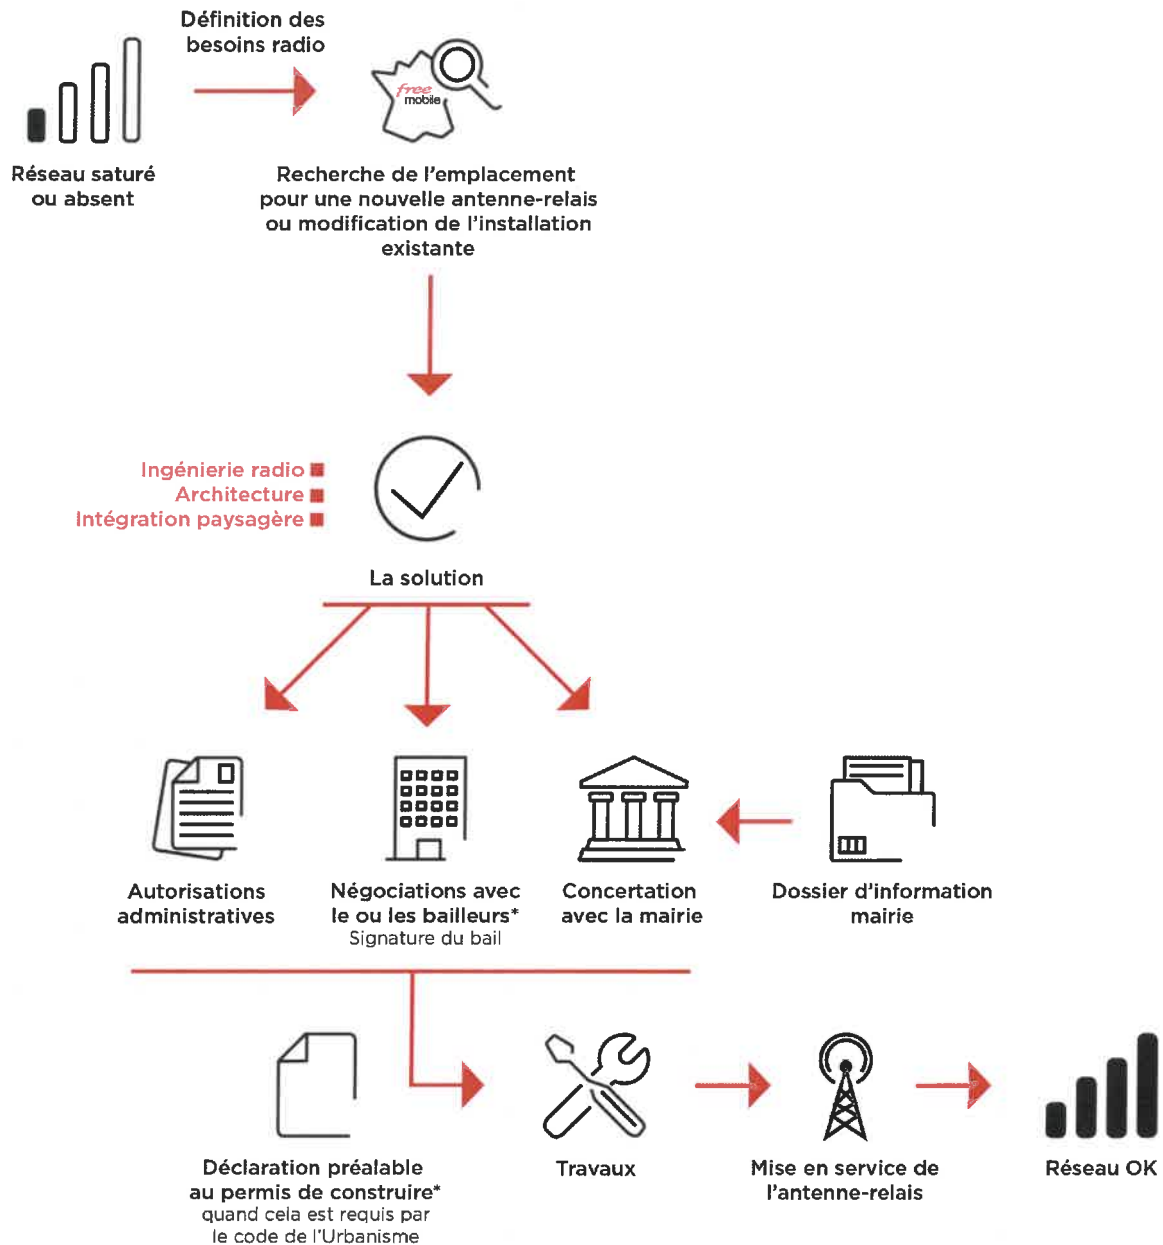 Définition des
besoins radio
free
mobile
Réseau saturé
ou absent
Recherche de l'emplacement
pour une nouvelle antenne-relais
ou modification de l'installation
existante
Ingénierie radio
Architecture
Intégration paysagère
La solution
Autorisations
administratives
Négociations avec
le ou les bailleurs*
Signature du bail
Concertation
avec la mairie
Dossier d'information
mairie
Déclaration préalable
au permis de construire*
quand cela est requis par
le code de l'Urbanisme
Travaux
Mise en service de
l'antenne-relais
Réseau OK